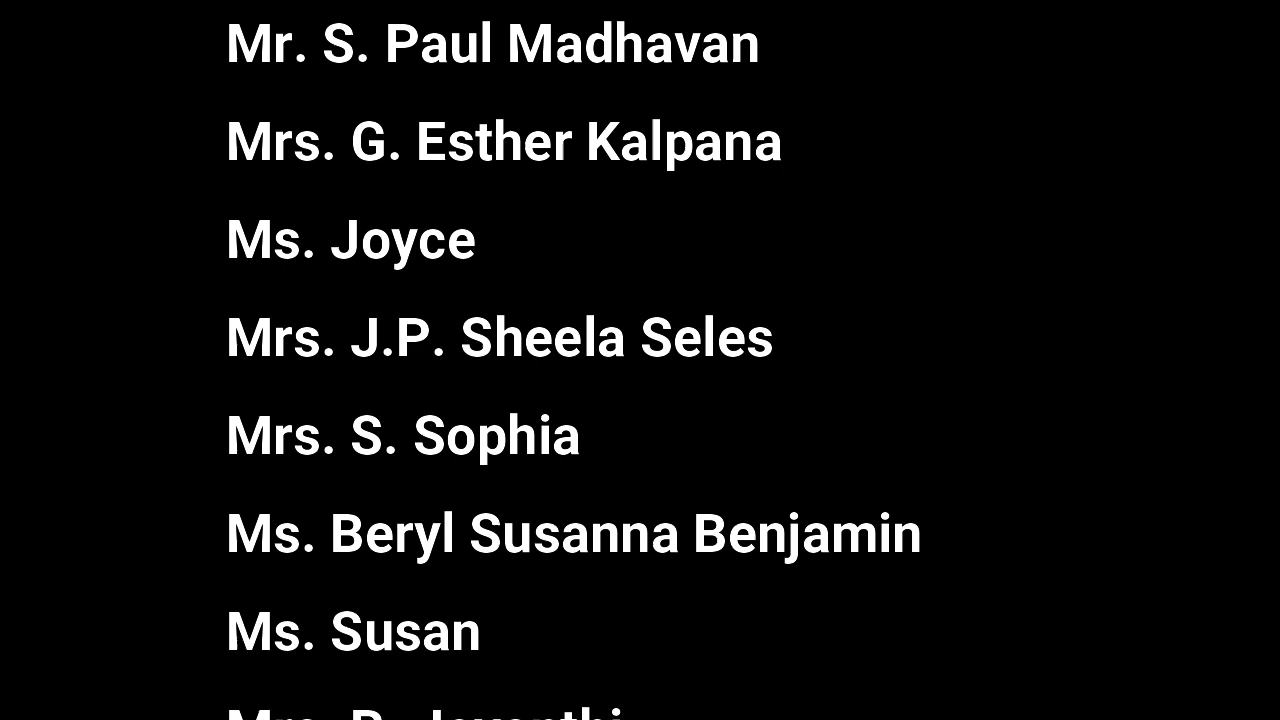 Mr. S. Paul Madhavan
Mrs. G. Esther Kalpana
Ms. Joyce
Mrs. J.P. Sheela Seles
Mrs. S. Sophia
Ms. Beryl Susanna Benjamin
Ms. Susan
Mrs.